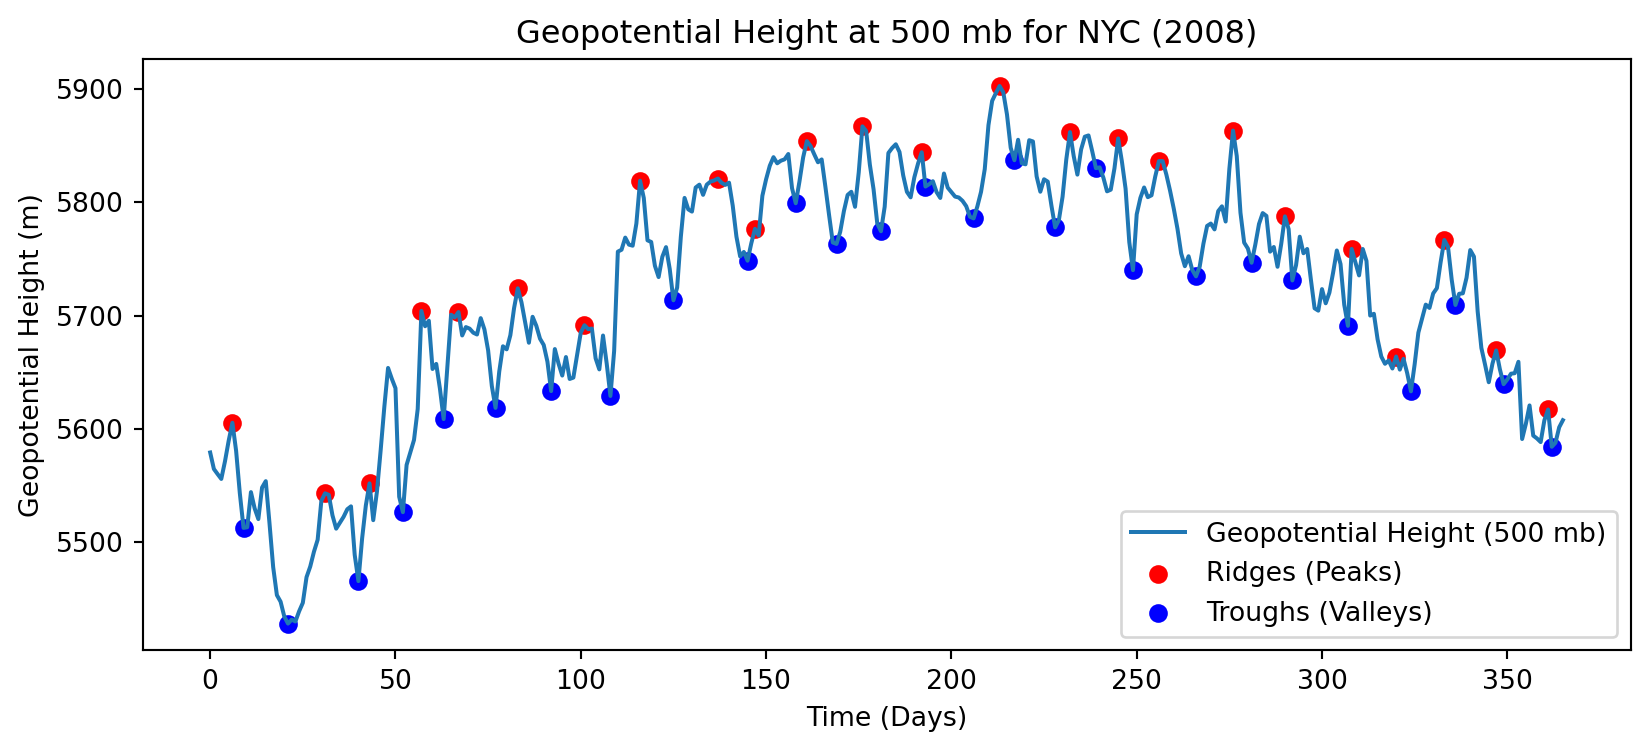 Geopotential Height at 500 mb for NYC (2008)
Geopotential Height (m)
5900
5800
5700
5600
5500
Geopotential Height (500 mb)
Ridges (Peaks)
Troughs (Valleys)
0 50 100 150 200 250 300 350
Time (Days)